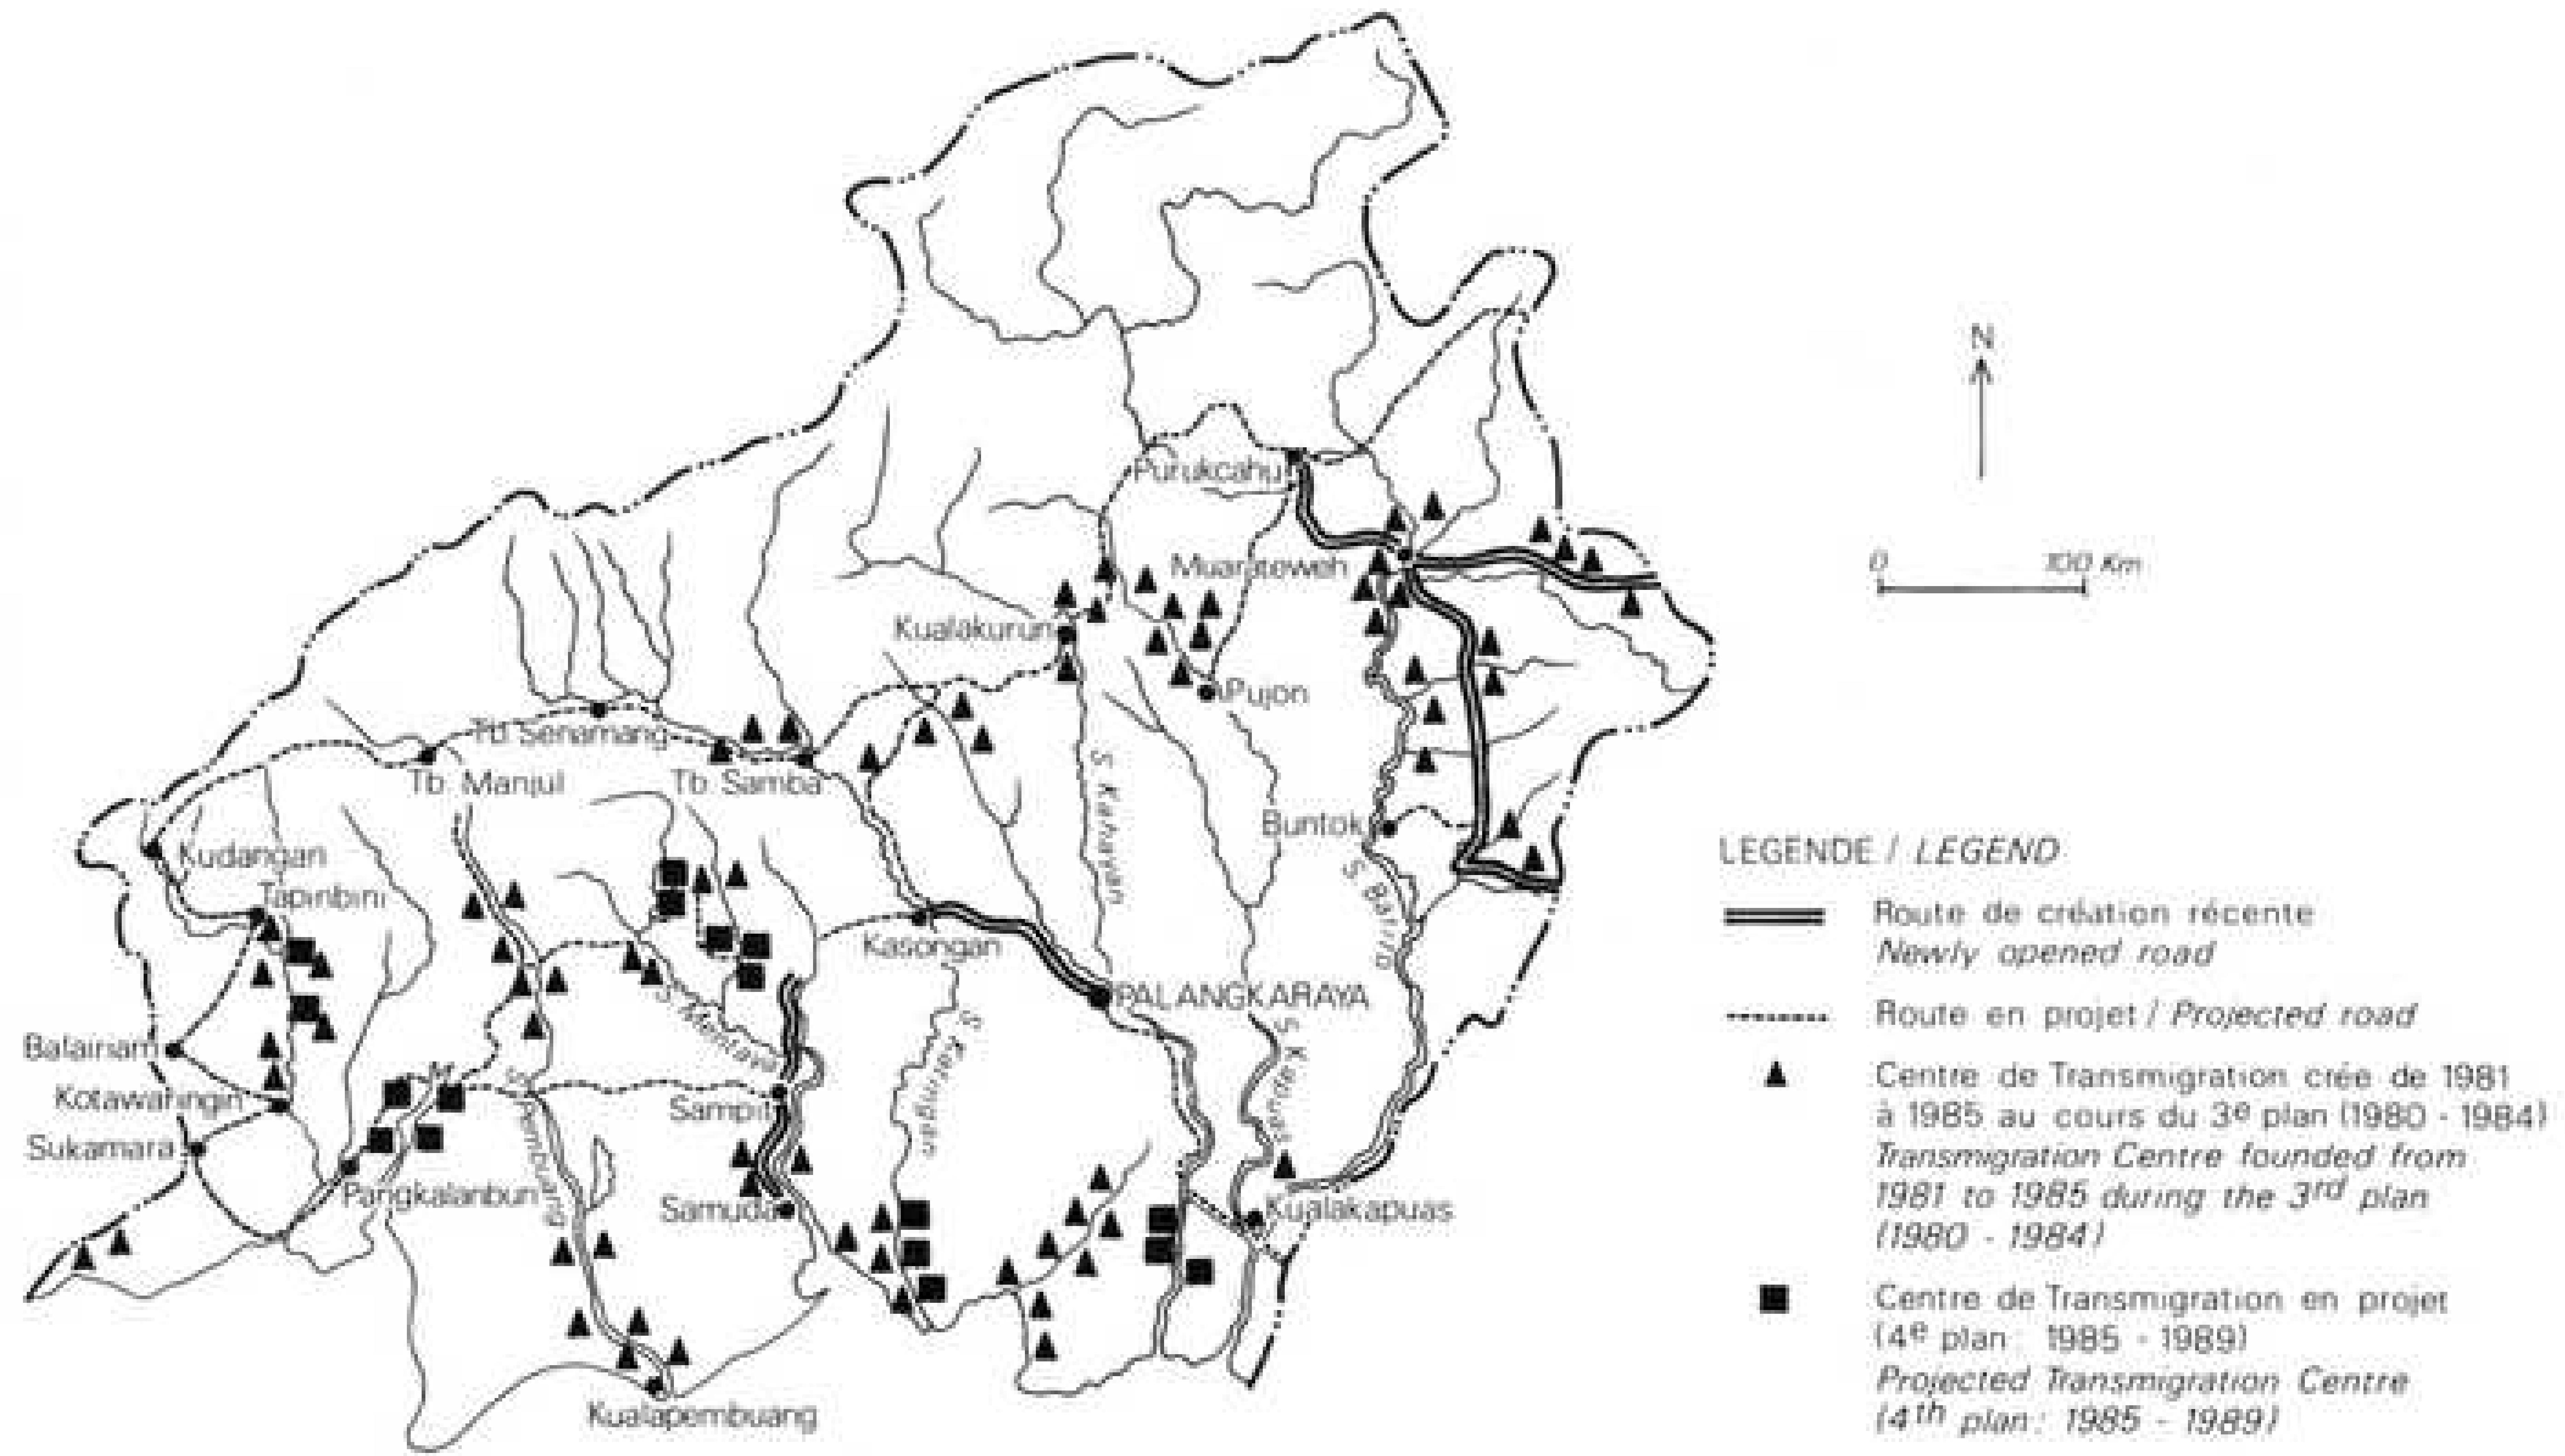 N
0 100 Km
Purukcahu
Muarateweh
Kualakurun
Pujon
Tb Senamang
Tb. Manjul
Tb Samba
S. Kahayan
Buntok
S. Barito
Kudangan
Tapinbini
Kasongan
PALANGKARAYA
S. Mentaya
S. Katingan
S. Kapuas
Balairiam
Kotawaringin
Sukamara
Sampit
Pangkalanbun
Samuda
Kualakapuas
Kualapembuang
LEGENDE / LEGEND
Route de création récente
Newly opened road
Route en projet / Projected road
Centre de Transmigration crée de 1981
à 1985 au cours du 3e plan (1980 - 1984)
Transmigration Centre founded from
1981 to 1985 during the 3rd plan
(1980 - 1984)
Centre de Transmigration en projet
(4e plan: 1985 - 1989)
Projected Transmigration Centre
(4th plan: 1985 - 1989)